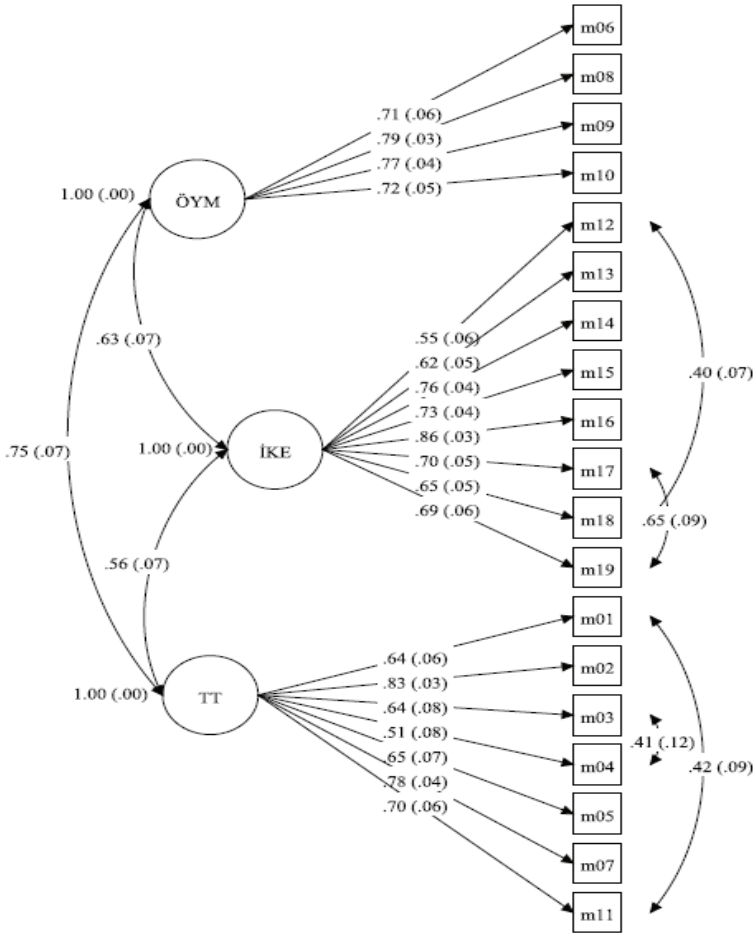 m06
m08
.71 (.06)
.79 (.03)
m09
.77 (.04)
m10
.72 (.05)
1.00 (.00)
ÖYM
m12
m13
m14
.63 (.07)
.55 (.06)
.62 (.05)
m15
.40 (.07)
.76 (.04)
.73 (.04)
m16
.75 (.07)
1.00 (.00)
İKE
.86 (.03)
.70 (.05)
m17
.65 (.05)
m18
.65 (.09)
.69 (.06)
.56 (.07)
m19
m01
.64 (.06)
m02
.83 (.03)
1.00 (.00)
TT
.64 (.08)
m03
.51 (.08)
.41 (.12)
.65 (.07)
m04
.42 (.09)
.78 (.04)
.70 (.06)
m05
m07
m11